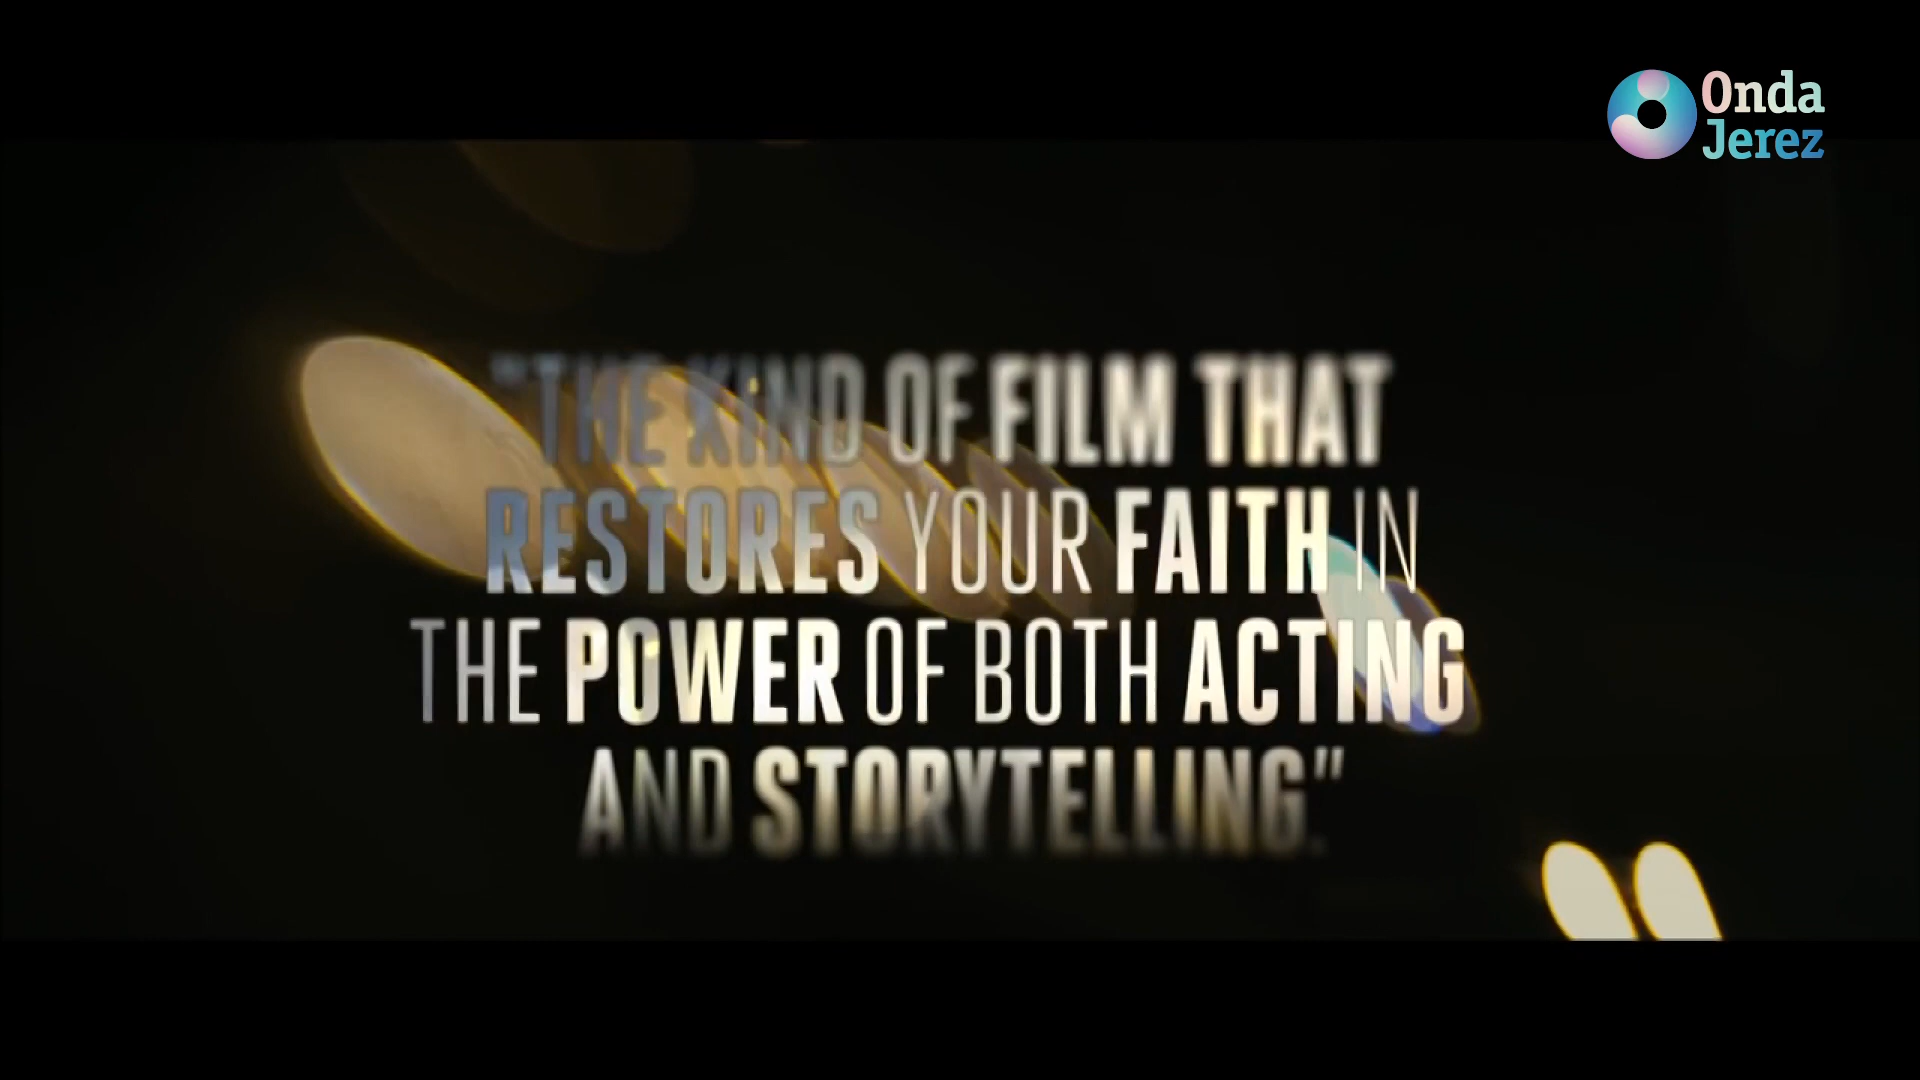 Onda
Jerez
"THE KIND OF FILM THAT
RESTORES YOUR FAITH IN
THE POWER OF BOTH ACTING
AND STORYTELLING."